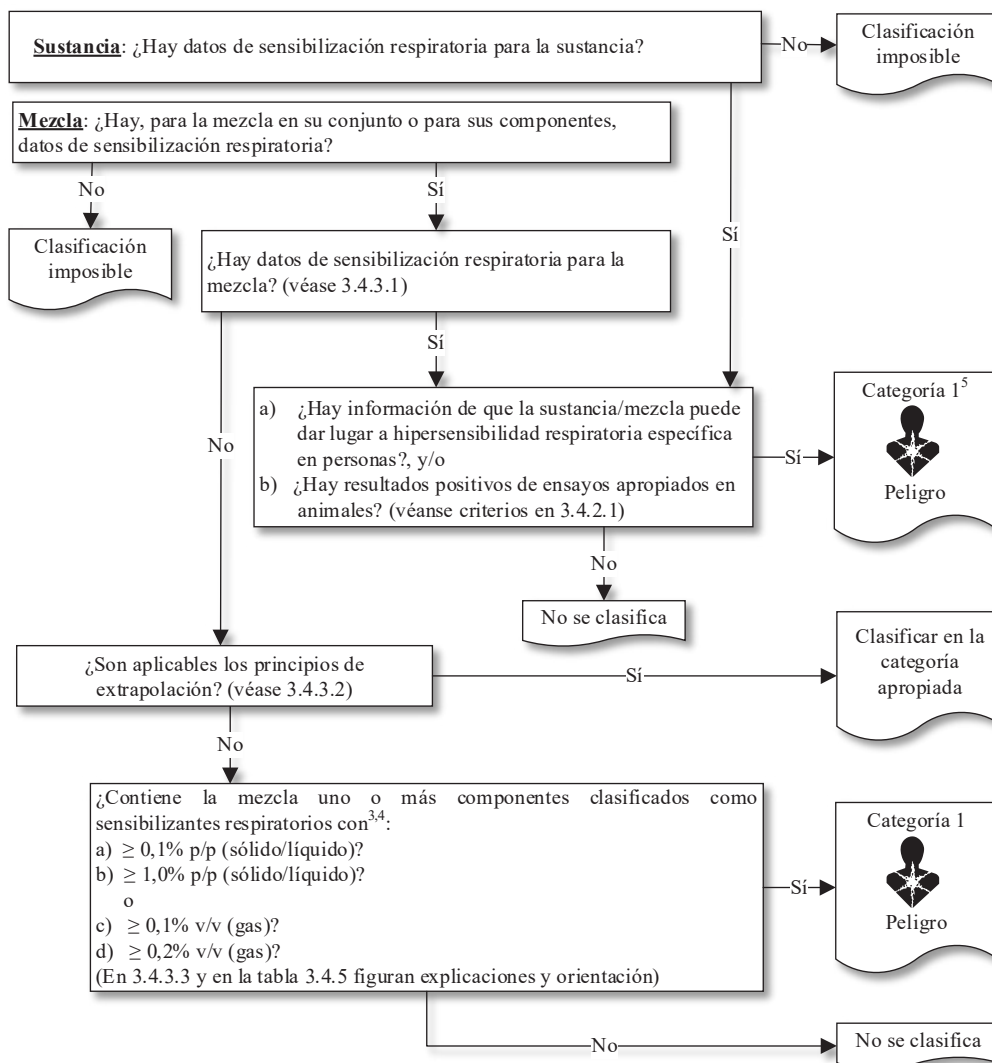 Sustancia: ¿Hay datos de sensibilización respiratoria para la sustancia?
No
Clasificación
imposible
Mezcla: ¿Hay, para la mezcla en su conjunto o para sus componentes,
datos de sensibilización respiratoria?
No
Sí
Clasificación
imposible
Sí
¿Hay datos de sensibilización respiratoria para la
mezcla? (véase 3.4.3.1)
Sí
No
a) ¿Hay información de que la sustancia/mezcla puede
dar lugar a hipersensibilidad respiratoria específica
en personas?, y/o
b) ¿Hay resultados positivos de ensayos apropiados en
animales? (véanse criterios en 3.4.2.1)
Sí
Categoría 1⁵
Peligro
No
No se clasifica
¿Son aplicables los principios de
extrapolación? (véase 3.4.3.2)
Sí
Clasificar en la
categoría
apropiada
No
¿Contiene la mezcla uno o más componentes clasificados como
sensibilizantes respiratorios con³,⁴:
a) ≥ 0,1% p/p (sólido/líquido)?
b) ≥ 1,0% p/p (sólido/líquido)?
o
c) ≥ 0,1% v/v (gas)?
d) ≥ 0,2% v/v (gas)?
(En 3.4.3.3 y en la tabla 3.4.5 figuran explicaciones y orientación)
Sí
Categoría 1
Peligro
No
No se clasifica